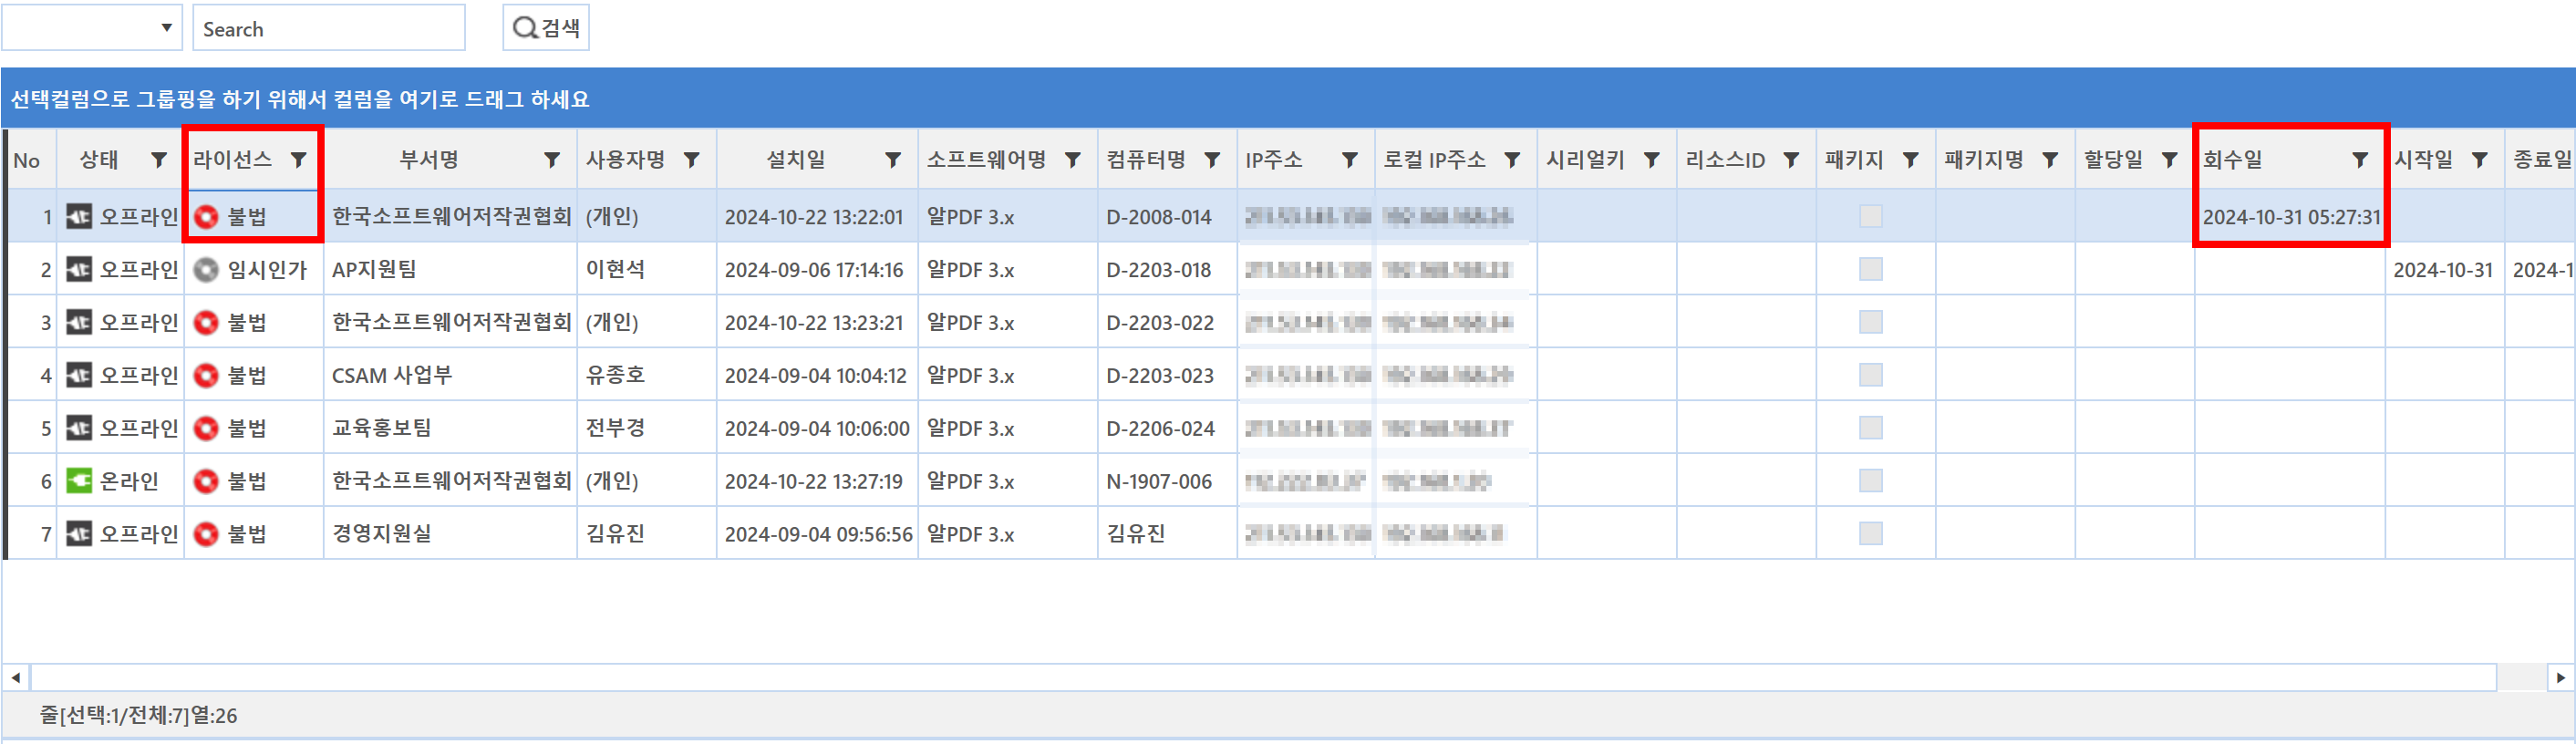 Search 검색
선택컬럼으로 그룹핑을 하기 위해서 컬럼을 여기로 드래그 하세요
No 상태 라이선스 부서명 사용자명 설치일 소프트웨어명 컴퓨터명 IP주소 로컬 IP주소 시리얼키 리소스ID 패키지 패키지명 할당일 회수일 시작일 종료일
1 오프라인 불법 한국소프트웨어저작권협회 (개인) 2024-10-22 13:22:01 알PDF 3.x D-2008-014 2024-10-31 05:27:31
2 오프라인 임시인가 AP지원팀 이현석 2024-09-06 17:14:16 알PDF 3.x D-2203-018 2024-10-31 2024-1
3 오프라인 불법 한국소프트웨어저작권협회 (개인) 2024-10-22 13:23:21 알PDF 3.x D-2203-022
4 오프라인 불법 CSAM 사업부 유종호 2024-09-04 10:04:12 알PDF 3.x D-2203-023
5 오프라인 불법 교육홍보팀 전부경 2024-09-04 10:06:00 알PDF 3.x D-2206-024
6 온라인 불법 한국소프트웨어저작권협회 (개인) 2024-10-22 13:27:19 알PDF 3.x N-1907-006
7 오프라인 불법 경영지원실 김유진 2024-09-04 09:56:56 알PDF 3.x 김유진
줄[선택:1/전체:7]열:26